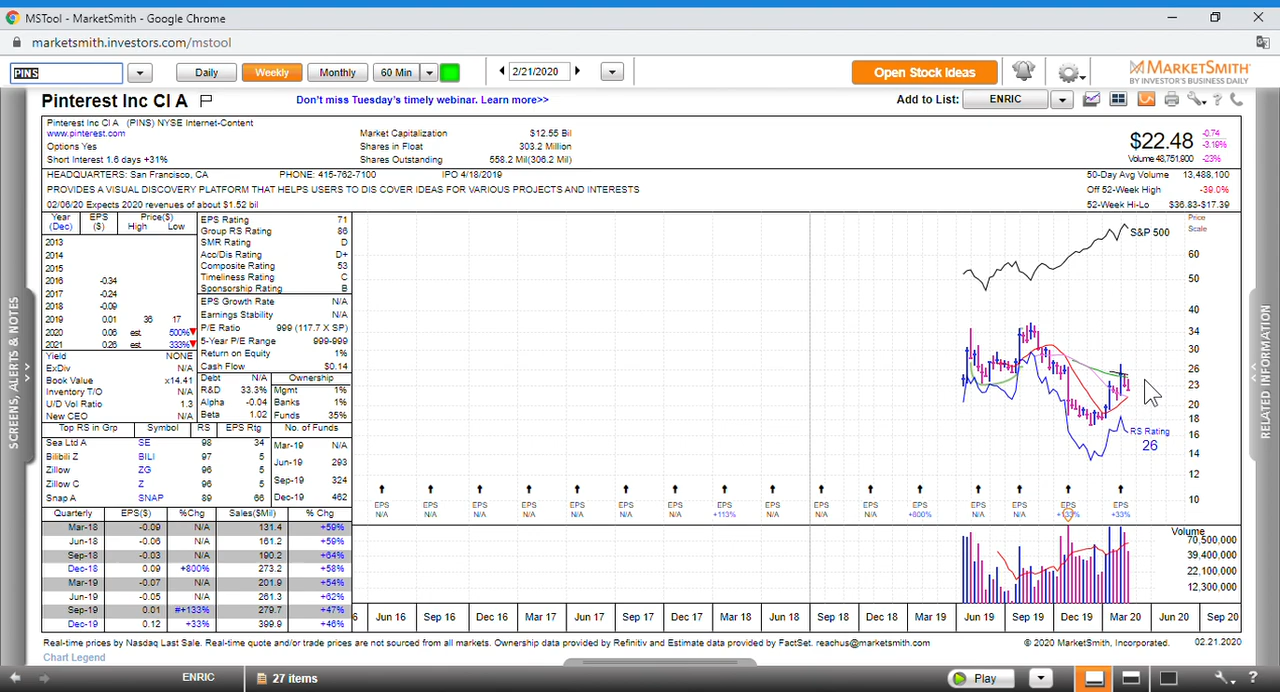 MSTool - MarketSmith - Google Chrome
marketsmith.investors.com/mstool
PINS Daily Weekly Monthly 60 Min 2/21/2020 Open Stock Ideas MARKETSMITH
BY INVESTOR'S BUSINESS DAILY
Pinterest Inc Cl A Don't miss Tuesday's timely webinar. Learn more>> Add to List: ENRIC
Pinterest Inc Cl A (PINS) NYSE Internet-Content
www.pinterest.com Market Capitalization $12.55 Bil
Options Yes Shares in Float 303.2 Million
Short Interest 1.6 days +31% Shares Outstanding 558.2 Mil(306.2 Mil)
$22.48 -0.74
-3.19%
Volume 48,751,900 -23%
HEADQUARTERS: San Francisco, CA PHONE: 415-762-7100 IPO 4/18/2019
PROVIDES A VISUAL DISCOVERY PLATFORM THAT HELPS USERS TO DIS COVER IDEAS FOR VARIOUS PROJECTS AND INTERESTS
02/06/20 Expects 2020 revenues of about $1.52 bil
50-Day Avg Volume 13,488,100
Off 52-Week High -39.0%
52-Week Hi-Lo $36.83-$17.39
Year (Dec) EPS ($) Price($) High Low
2013
2014
2015
2016 -0.34
2017 -0.24
2018 -0.09
2019 0.01 36 17
2020 0.06 est 500%
2021 0.26 est 333%
Yield NONE
ExDiv N/A
Book Value x14.41
Inventory T/O N/A
U/D Vol Ratio 1.3
New CEO N/A
EPS Rating 71
Group RS Rating 86
SMR Rating D
Acc/Dis Rating D+
Composite Rating 53
Timeliness Rating C
Sponsorship Rating B
EPS Growth Rate N/A
Earnings Stability N/A
P/E Ratio 999 (117.7 X SP)
5-Year P/E Range 999-999
Return on Equity 1%
Cash Flow $0.14
Debt N/A
R&D 33.3%
Alpha -0.04
Beta 1.02
Ownership
Mgmt 1%
Banks 1%
Funds 35%
Top RS in Grp Symbol RS EPS Rtg
Sea Ltd A SE 98 34
Bilibili Z BILI 97 5
Zillow ZG 96 5
Zillow C Z 96 5
Snap A SNAP 89 66
No. of Funds
Mar-19 N/A
Jun-19 293
Sep-19 324
Dec-19 462
Quarterly EPS($) %Chg Sales($Mil) % Chg
Mar-18 -0.09 N/A 131.4 +59%
Jun-18 -0.06 N/A 161.2 +59%
Sep-18 -0.03 N/A 190.2 +64%
Dec-18 0.09 +800% 273.2 +58%
Mar-19 -0.07 N/A 201.9 +54%
Jun-19 -0.05 N/A 261.3 +62%
Sep-19 0.01 #+133% 279.7 +47%
Dec-19 0.12 +33% 399.9 +46%
Price
Scale
S&P 500
60
50
40
34
30
26
23
20
18
16
14
12
10
RS Rating
26
EPS EPS EPS EPS EPS EPS EPS EPS EPS EPS EPS EPS EPS EPS EPS EPS
N/A N/A N/A N/A N/A N/A N/A +113% N/A N/A N/A +800% N/A N/A +133% +33%
Volume
70,500,000
39,400,000
22,100,000
12,300,000
6 Jun 16 Sep 16 Dec 16 Mar 17 Jun 17 Sep 17 Dec 17 Mar 18 Jun 18 Sep 18 Dec 18 Mar 19 Jun 19 Sep 19 Dec 19 Mar 20 Jun 20 Sep 20
Real-time prices by Nasdaq Last Sale. Real-time quote and/or trade prices are not sourced from all markets. Ownership data provided by Refinitiv and Estimate data provided by FactSet. reachus@marketsmith.com © 2020 MarketSmith, Incorporated. 02.21.2020
Chart Legend
SCREENS, ALERTS & NOTES
RELATED INFORMATION
ENRIC 27 items Play